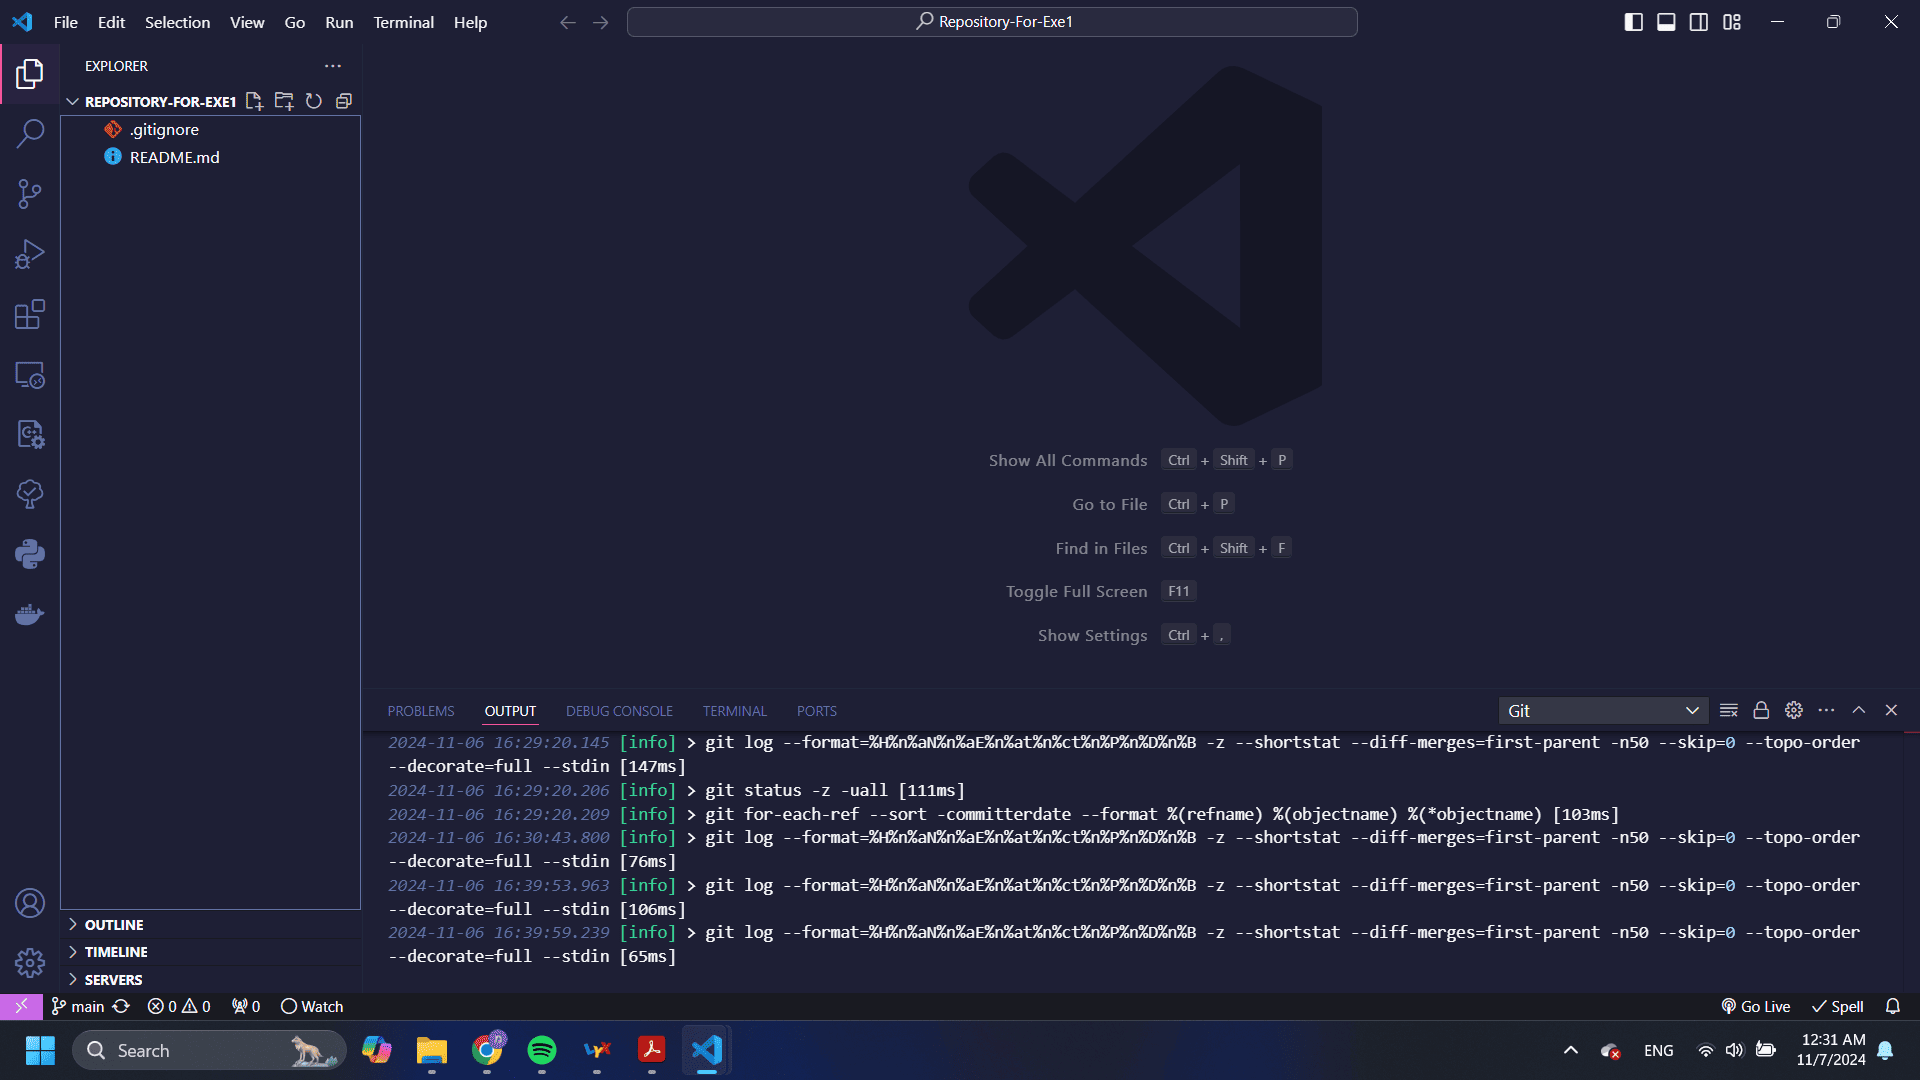 File Edit Selection View Go Run Terminal Help
Repository-For-Exe1
EXPLORER
REPOSITORY-FOR-EXE1
.gitignore
README.md
Show All Commands Ctrl + Shift + P
Go to File Ctrl + P
Find in Files Ctrl + Shift + F
Toggle Full Screen F11
Show Settings Ctrl + ,
PROBLEMS OUTPUT DEBUG CONSOLE TERMINAL PORTS
Git
2024-11-06 16:29:20.145 [info] > git log --format=%H%n%aN%n%aE%n%at%n%ct%n%P%n%D%n%B -z --shortstat --diff-merges=first-parent -n50 --skip=0 --topo-order
--decorate=full --stdin [147ms]
2024-11-06 16:29:20.206 [info] > git status -z -uall [111ms]
2024-11-06 16:29:20.209 [info] > git for-each-ref --sort -committerdate --format %(refname) %(objectname) %(*objectname) [103ms]
2024-11-06 16:30:43.800 [info] > git log --format=%H%n%aN%n%aE%n%at%n%ct%n%P%n%D%n%B -z --shortstat --diff-merges=first-parent -n50 --skip=0 --topo-order
--decorate=full --stdin [76ms]
2024-11-06 16:39:53.963 [info] > git log --format=%H%n%aN%n%aE%n%at%n%ct%n%P%n%D%n%B -z --shortstat --diff-merges=first-parent -n50 --skip=0 --topo-order
--decorate=full --stdin [106ms]
2024-11-06 16:39:59.239 [info] > git log --format=%H%n%aN%n%aE%n%at%n%ct%n%P%n%D%n%B -z --shortstat --diff-merges=first-parent -n50 --skip=0 --topo-order
--decorate=full --stdin [65ms]
OUTLINE
TIMELINE
SERVERS
main 0 0 0 Watch
Go Live Spell
Search
ENG
12:31 AM
11/7/2024